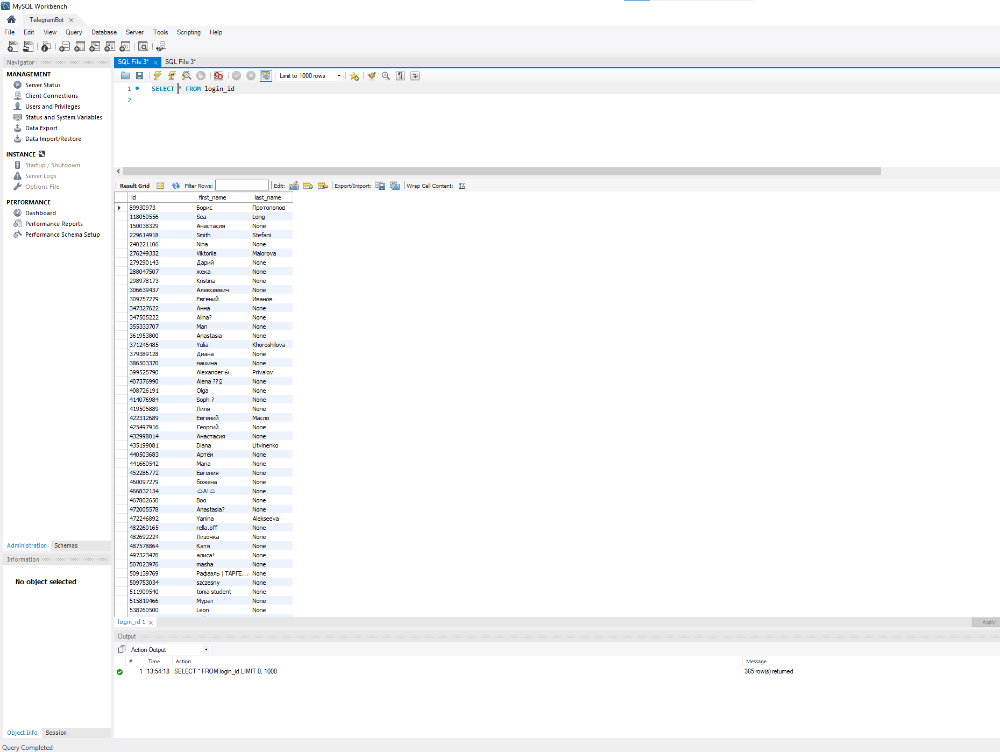 MySQL Workbench
TelegramBot
File Edit View Query Database Server Tools Scripting Help
Navigator
MANAGEMENT
Server Status
Client Connections
Users and Privileges
Status and System Variables
Data Export
Data Import/Restore
INSTANCE
Startup / Shutdown
Server Logs
Options File
PERFORMANCE
Dashboard
Performance Reports
Performance Schema Setup
Administration Schemas
Information
No object selected
Object Info Session
SQL File 3* SQL File 3*
Limit to 1000 rows
1 SELECT * FROM login_id
2
Result Grid Filter Rows: Edit: Export/Import: Wrap Cell Content:
id first_name last_name
89930973 Борис Протопопов
118050556 Sea Long
150038329 Анастасия None
229614918 Smith Stefani
240221106 Nina None
276249332 Viktoriia Maiorova
279290143 Дарий None
288047507 жека None
298978173 Kristina None
306639437 Алексеевич None
309757279 Евгений Иванов
347327622 Анна None
347505222 Alina? None
355333707 Man None
361953800 Anastasia None
371245485 Yulia Khoroshilova
379389128 Диана None
386503370 машина None
399525790 Alexander ы́ Privalov
407376990 Alena ??♀ None
408726191 Olga None
414076984 Soph ? None
419505889 Лиля None
422312689 Евгений Масло
425497916 Георгий None
432998014 Анастасия None
435199081 Diana Litvinenko
440503683 Артём None
441660542 Maria None
452286772 Евгения None
460097279 божена None
466832134 ☁A!☁ None
467802650 Boo None
472005578 Anastasia? None
472246892 Yanina Alekseeva
482260165 rella.off None
482692224 Лизочка None
487578864 Катя None
497323476 алиса! None
507023976 masha None
509139769 Рафаэль | ТАРГЕ... None
509753034 szczesny None
511909540 tonia student None
515819466 Мурат None
538260500 Leon None
login_id 1
Apply
Output
Action Output
# Time Action Message
1 13:54:18 SELECT * FROM login_id LIMIT 0, 1000 365 row(s) returned
Query Completed